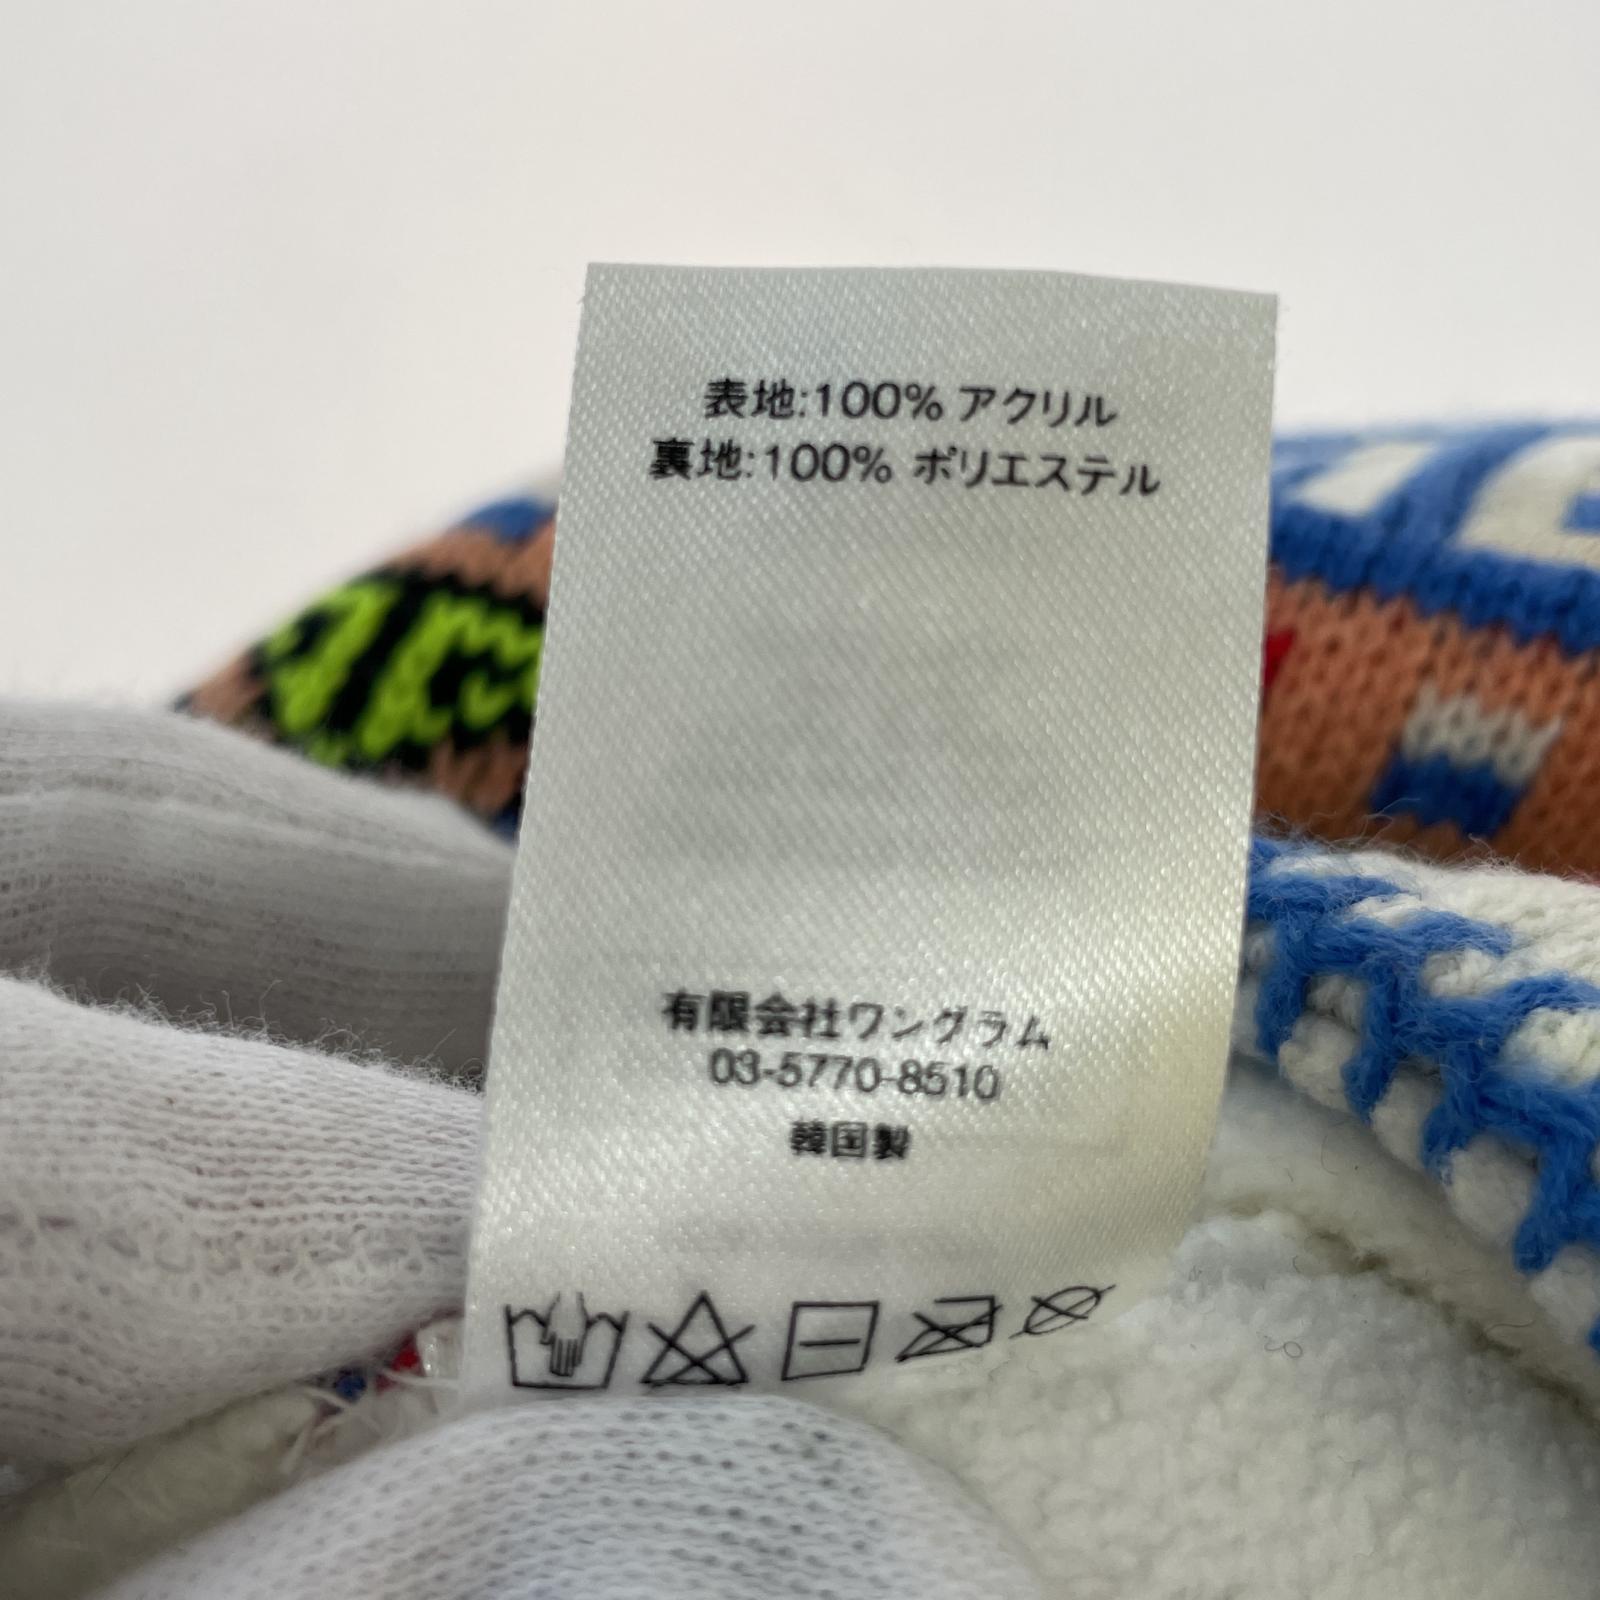 表地:100% アクリル
裏地:100% ポリエステル
有限会社ワングラム
03-5770-8510
韓国製